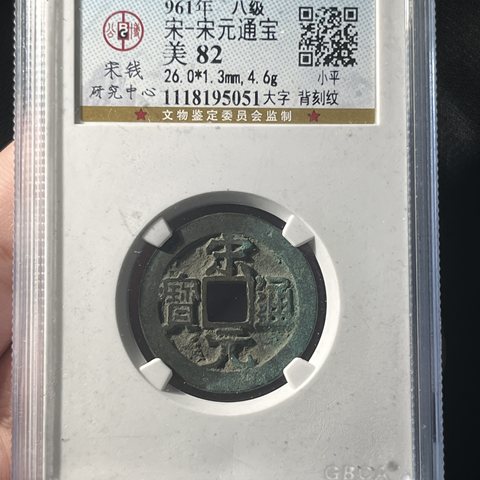 961年 八级
宋-宋元通宝
美 82
26.0*1.3mm,4.6g
1118195051 大字 背刻纹
小平
公博
宋钱
研究中心
★ 文物鉴定委员会监制 ★
宋元通寶
GBCA